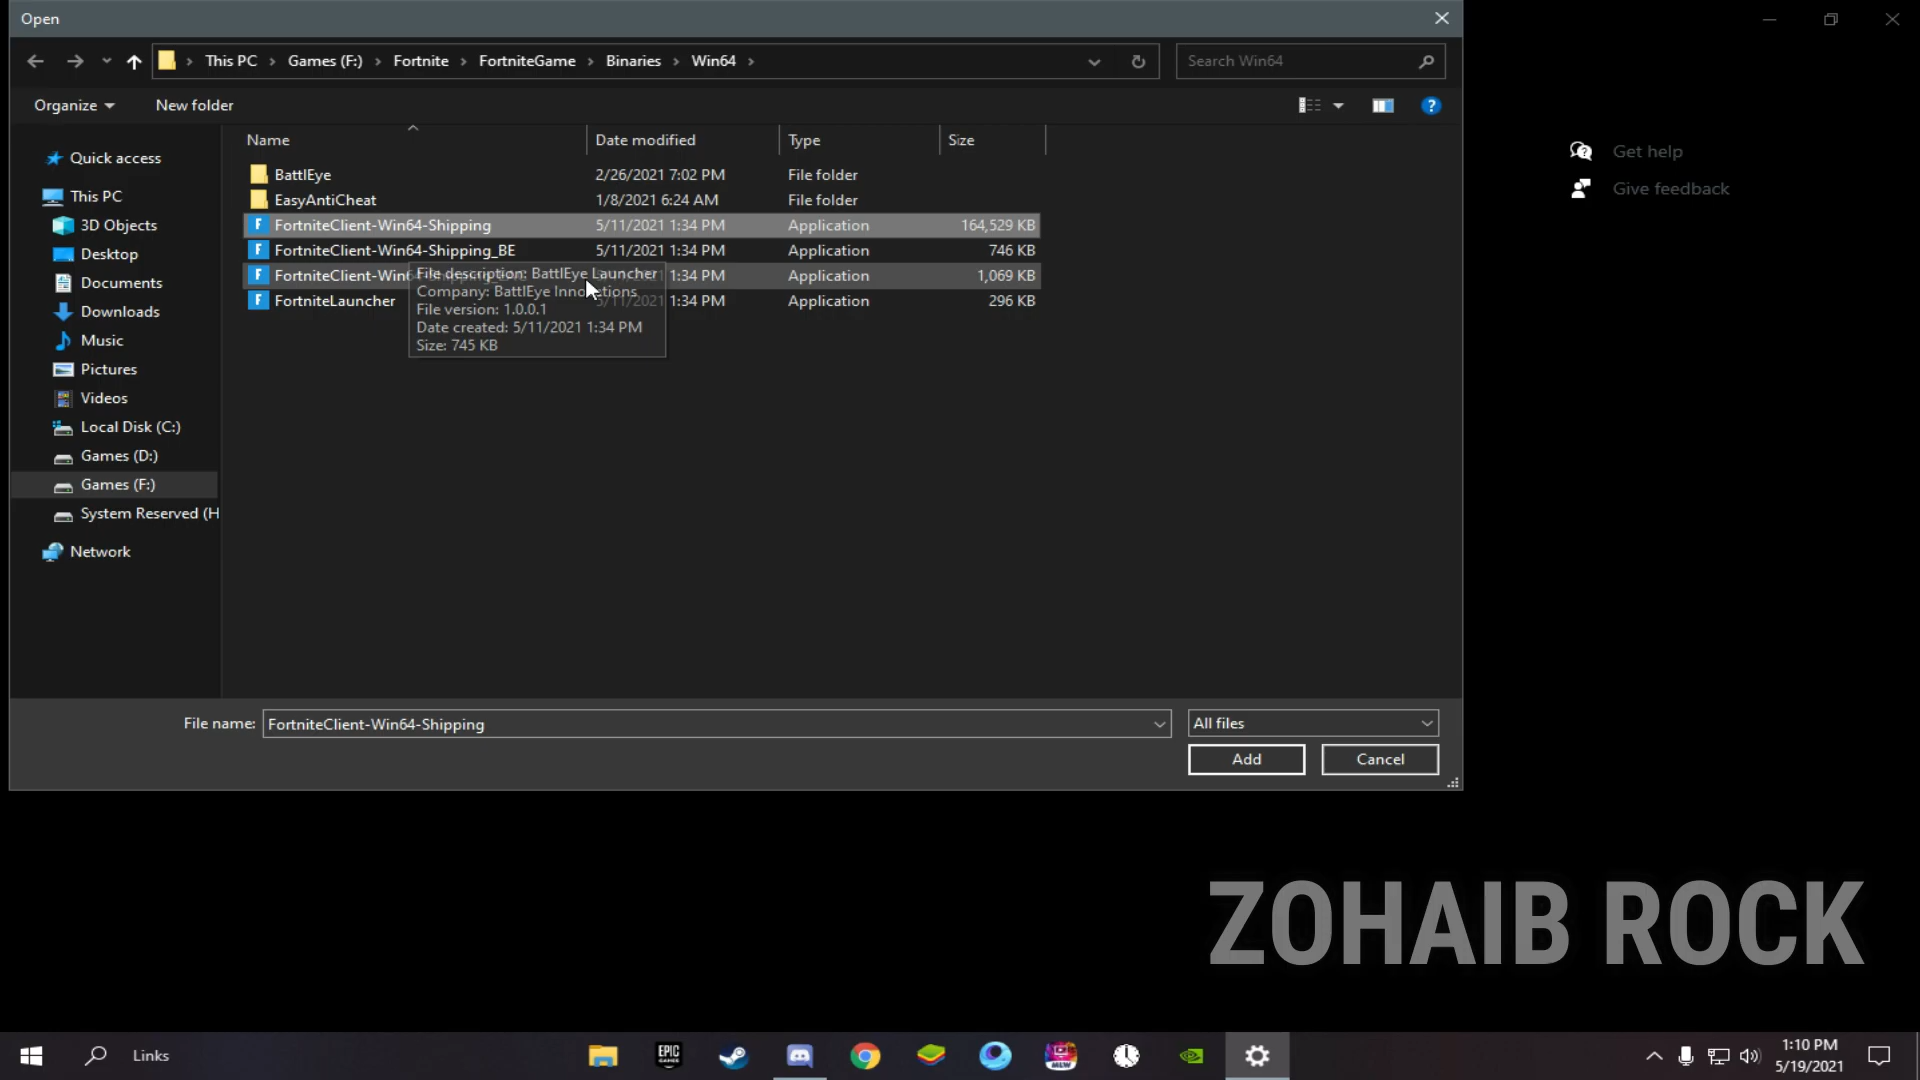 Open
This PC > Games (F:) > Fortnite > FortniteGame > Binaries > Win64 >
Search Win64
Organize
New folder
Name
Date modified
Type
Size
Quick access
This PC
3D Objects
Desktop
Documents
Downloads
Music
Pictures
Videos
Local Disk (C:)
Games (D:)
Games (F:)
System Reserved (H
Network
BattlEye 2/26/2021 7:02 PM File folder
EasyAntiCheat 1/8/2021 6:24 AM File folder
FortniteClient-Win64-Shipping 5/11/2021 1:34 PM Application 164,529 KB
FortniteClient-Win64-Shipping_BE 5/11/2021 1:34 PM Application 746 KB
FortniteClient-Win 1:34 PM Application 1,069 KB
FortniteLauncher 5/11/2021 1:34 PM Application 296 KB
File description: BattlEye Launcher
Company: BattlEye Innovations
File version: 1.0.0.1
Date created: 5/11/2021 1:34 PM
Size: 745 KB
File name: FortniteClient-Win64-Shipping
All files
Add
Cancel
Get help
Give feedback
ZOHAIB ROCK
Links
EPIC
GAMES
1:10 PM
5/19/2021